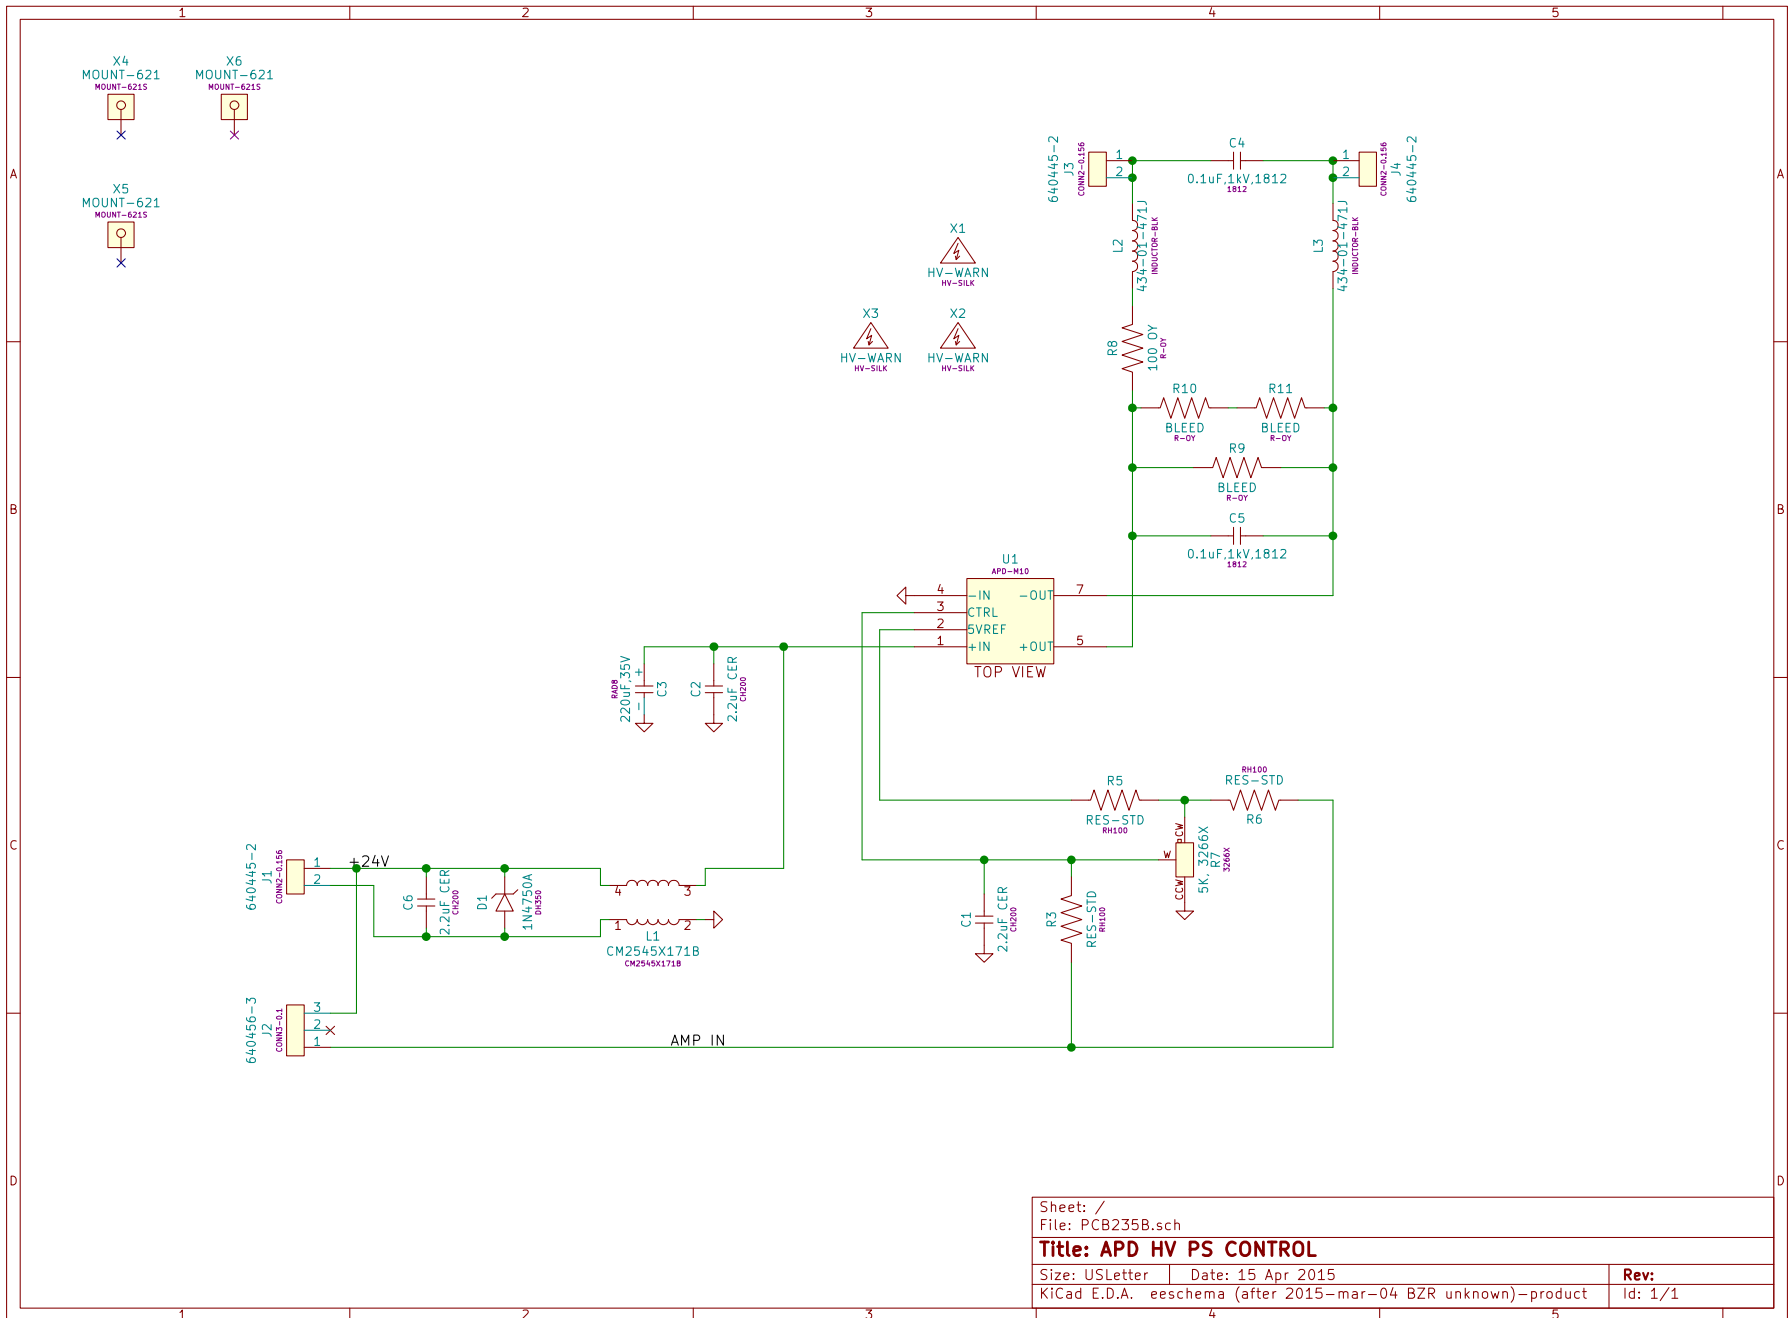 1 2 3 4 5
A
B
C
D
A
B
C
D
X4
MOUNT-621
MOUNT-621S
X6
MOUNT-621
MOUNT-621S
X5
MOUNT-621
MOUNT-621S
X1
HV-WARN
HV-SILK
X3
HV-WARN
HV-SILK
X2
HV-WARN
HV-SILK
640445-2
J3
CONN2-0.156
1
2
C4
0.1uF,1kV,1812
1812
1
2
CONN2-0.156
J4
640445-2
L2
434-01-471J
INDUCTOR-BLK
L3
434-01-471J
INDUCTOR-BLK
R8
100 OY
R-OY
R10
BLEED
R-OY
R11
BLEED
R-OY
R9
BLEED
R-OY
C5
0.1uF,1kV,1812
1812
U1
APD-M10
4 -IN -OUT 7
3 CTRL
2 5VREF
1 +IN +OUT 5
TOP VIEW
RAD8
220uF,35V
+
-
C3
C2
2.2uF CER
CH200
R5
RES-STD
RH100
RH100
RES-STD
R6
CW
W
CCW
5K, 3266X
R7
3266X
C1
2.2uF CER
CH200
R3
RES-STD
RH100
640445-2
J1
CONN2-0.156
1
2
+24V
C6
2.2uF CER
CH200
D1
1N4750A
DH350
4 3
1 2
L1
CM2545X171B
CM2545X171B
640456-3
J2
CONN3-0.1
3
2
1
AMP IN
Sheet: /
File: PCB235B.sch
Title: APD HV PS CONTROL
Size: USLetter Date: 15 Apr 2015 Rev:
KiCad E.D.A. eeschema (after 2015-mar-04 BZR unknown)-product Id: 1/1
1 2 3 4 5